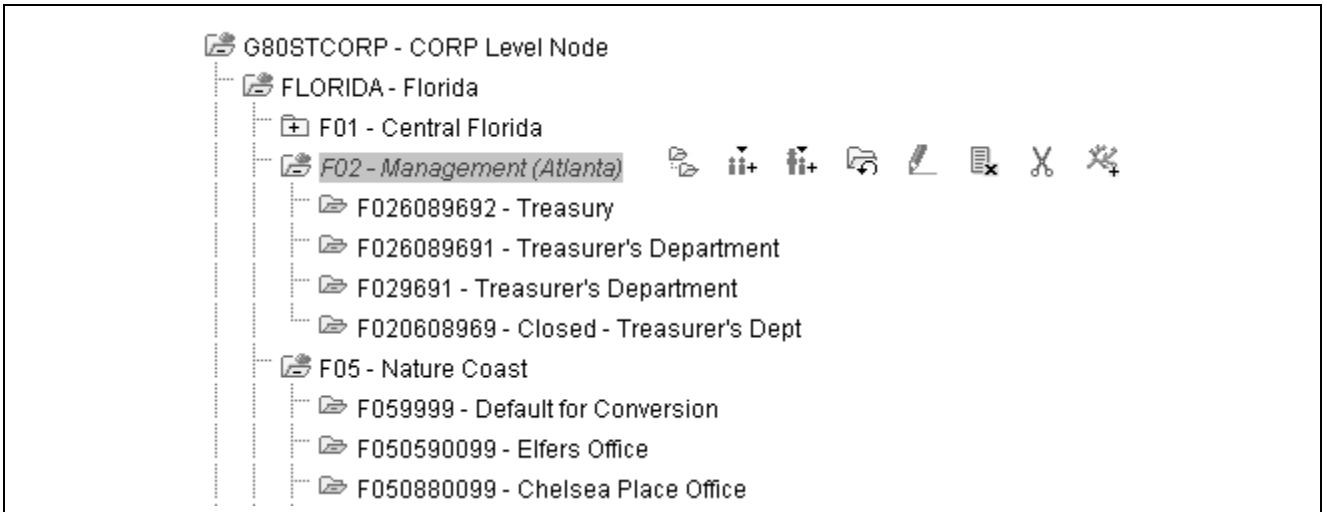 G80STCORP - CORP Level Node
FLORIDA - Florida
F01 - Central Florida
F02 - Management (Atlanta)
F026089692 - Treasury
F026089691 - Treasurer's Department
F029691 - Treasurer's Department
F020608969 - Closed - Treasurer's Dept
F05 - Nature Coast
F059999 - Default for Conversion
F050590099 - Elfers Office
F050880099 - Chelsea Place Office